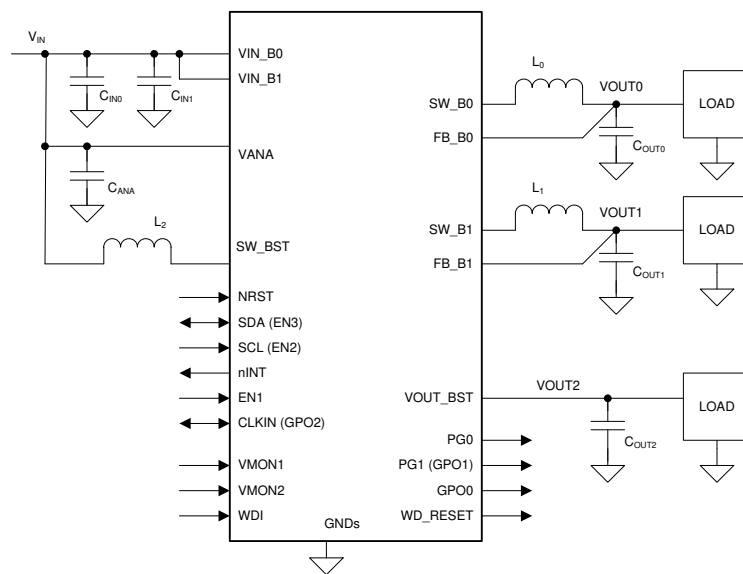 VIN
VIN_B0
VIN_B1
CIN0
CIN1
VANA
CANA
L2
SW_BST
NRST
SDA (EN3)
SCL (EN2)
nINT
EN1
CLKIN (GPO2)
VMON1
VMON2
WDI
GNDs
L0
VOUT0
SW_B0
FB_B0
COUT0
LOAD
L1
VOUT1
SW_B1
FB_B1
COUT1
LOAD
VOUT2
VOUT_BST
COUT2
LOAD
PG0
PG1 (GPO1)
GPO0
WD_RESET